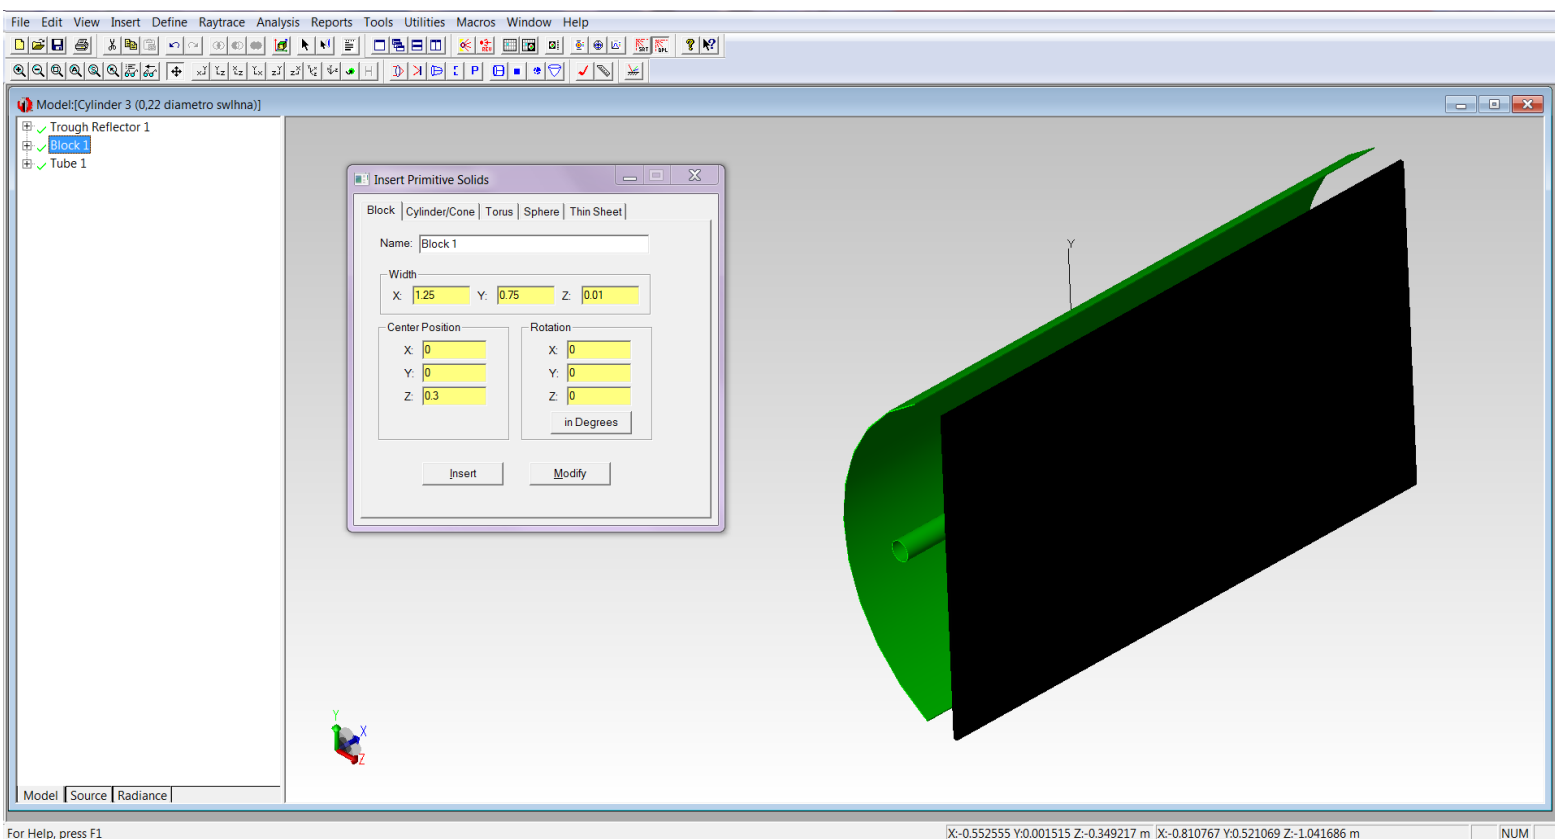 File Edit View Insert Define Raytrace Analysis Reports Tools Utilities Macros Window Help
Model:[Cylinder 3 (0,22 diametro swlhna)]
Trough Reflector 1
Block 1
Tube 1
Insert Primitive Solids
Block Cylinder/Cone Torus Sphere Thin Sheet
Name: Block 1
Width
X: 1.25 Y: 0.75 Z: 0.01
Center Position Rotation
X: 0 X: 0
Y: 0 Y: 0
Z: 0.3 Z: 0
in Degrees
Insert Modify
Y
Y
X
Z
Model Source Radiance
For Help, press F1 X:-0.552555 Y:0.001515 Z:-0.349217 m X:-0.810767 Y:0.521069 Z:-1.041686 m NUM